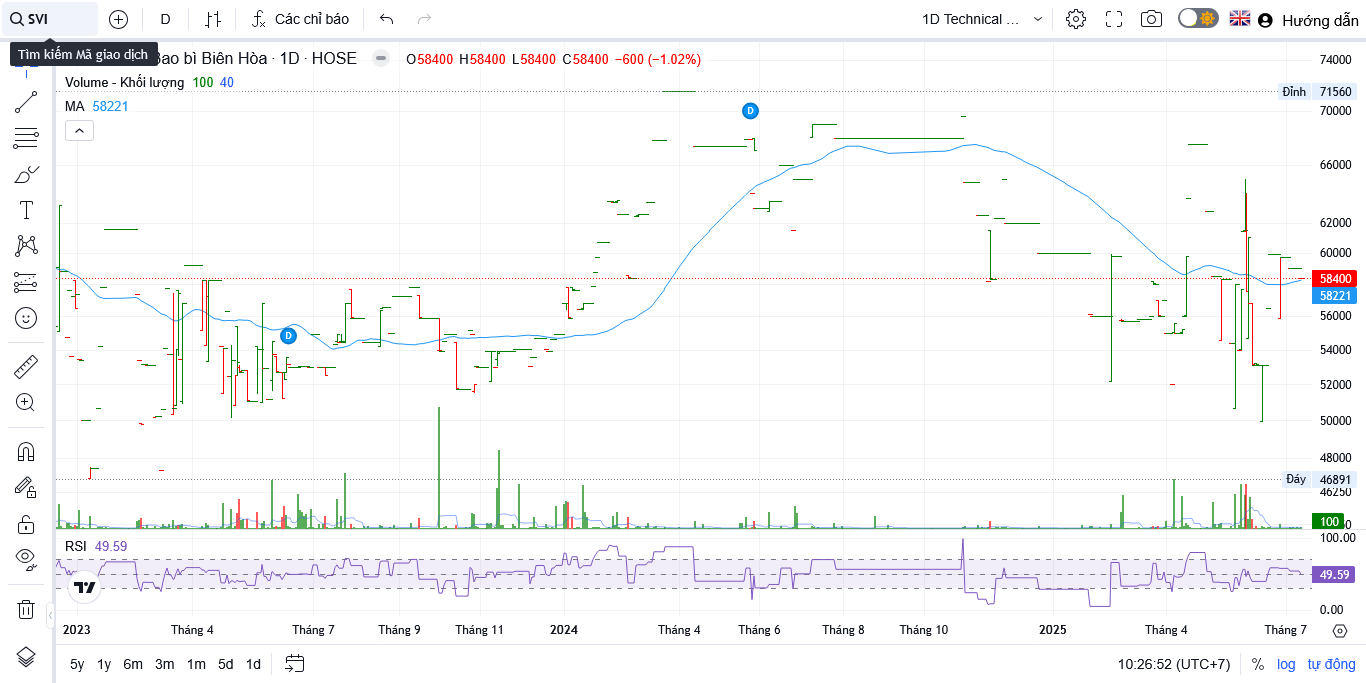 SVI
D
Các chỉ báo
1D Technical ...
Hướng dẫn
Tìm kiếm Mã giao dịch
Bao bì Biên Hòa · 1D · HOSE
O58400 H58400 L58400 C58400 −600 (−1.02%)
Volume - Khối lượng 100 40
MA 58221
D
D
74000
Đỉnh 71560
70000
66000
62000
60000
58400
58221
56000
54000
52000
50000
48000
Đáy 46891
46250
100
RSI 49.59
100.00
49.59
0.00
2023 Tháng 4 Tháng 7 Tháng 9 Tháng 11 2024 Tháng 4 Tháng 6 Tháng 8 Tháng 10 2025 Tháng 4 Tháng 7
5y 1y 6m 3m 1m 5d 1d
10:26:52 (UTC+7) % log tự động